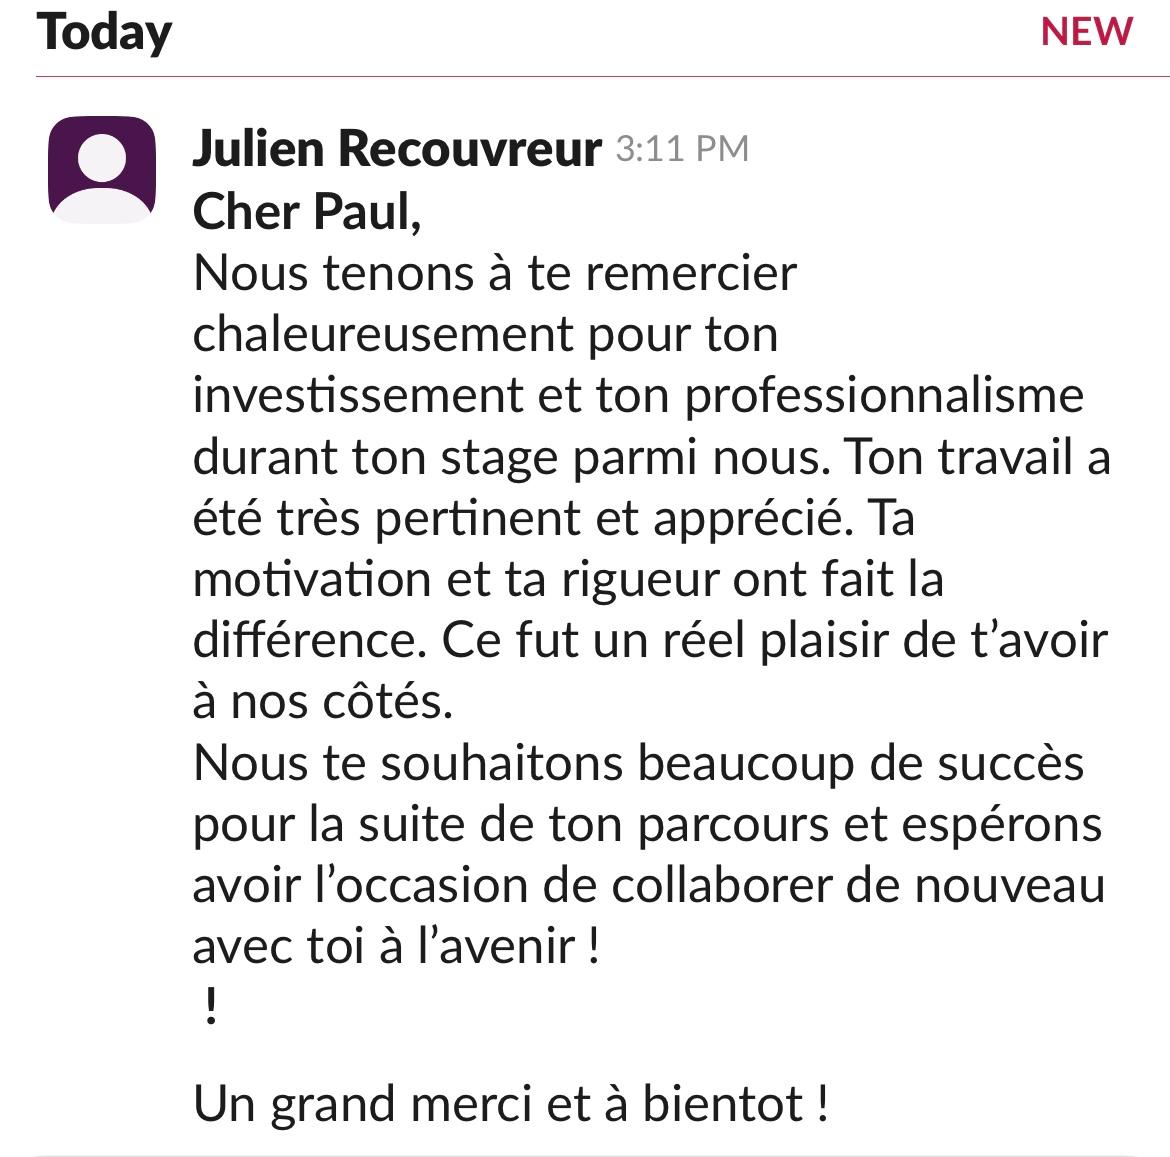 Today
NEW
Julien Recouvreur 3:11 PM
Cher Paul,
Nous tenons à te remercier
chaleureusement pour ton
investissement et ton professionnalisme
durant ton stage parmi nous. Ton travail a
été très pertinent et apprécié. Ta
motivation et ta rigueur ont fait la
différence. Ce fut un réel plaisir de t’avoir
à nos côtés.
Nous te souhaitons beaucoup de succès
pour la suite de ton parcours et espérons
avoir l’occasion de collaborer de nouveau
avec toi à l’avenir !
!
Un grand merci et à bientot !